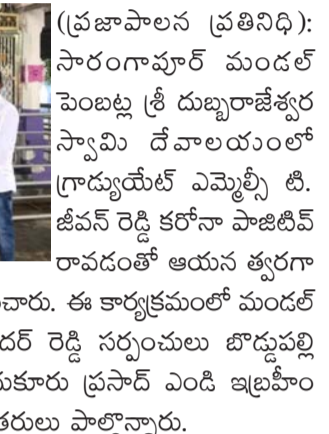 (ప్రజాపాలన ప్రతినిధి):
సారంగాపూర్ మండల్
పెంబట్ల శ్రీ దుబ్బరాజేశ్వర
స్వామి దేవాలయంలో
గ్రాడ్యుయేట్ ఎమ్మెల్సీ టి.
జీవన్ రెడ్డి కరోనా పాజిటివ్
రావడంతో ఆయన త్వరగా
చారు. ఈ కార్యక్రమంలో మండల్
దర్ రెడ్డి సర్పంచులు బొడ్డుపల్లి
కూరు ప్రసాద్ ఎండి ఇబ్రహీం
తరులు పాల్గొన్నారు.